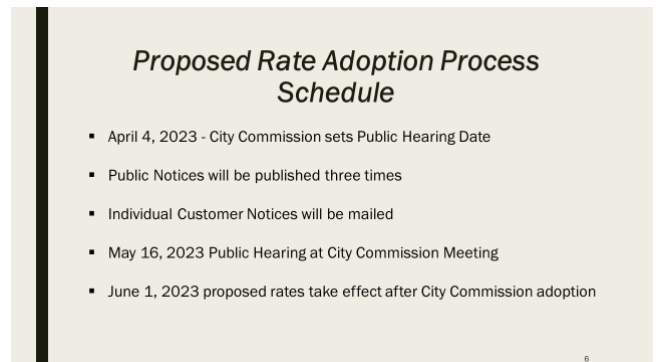 Proposed Rate Adoption Process
Schedule
▪ April 4, 2023 - City Commission sets Public Hearing Date
▪ Public Notices will be published three times
▪ Individual Customer Notices will be mailed
▪ May 16, 2023 Public Hearing at City Commission Meeting
▪ June 1, 2023 proposed rates take effect after City Commission adoption
6